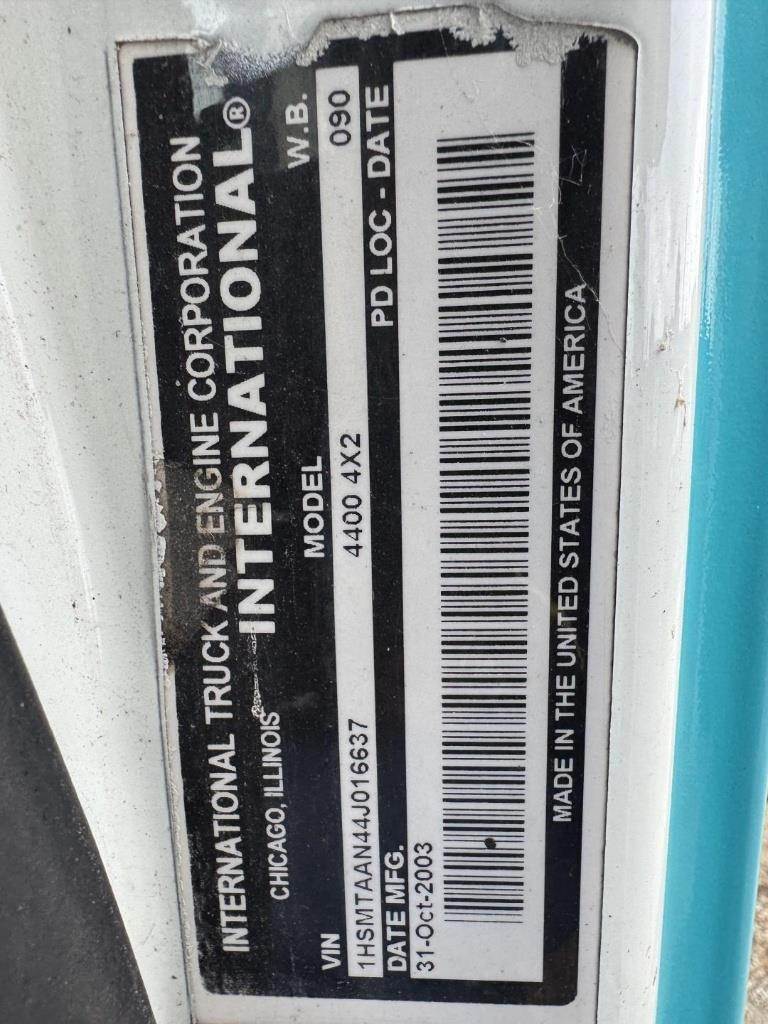 INTERNATIONAL TRUCK AND ENGINE CORPORATION
CHICAGO, ILLINOIS INTERNATIONAL®
VIN MODEL W.B.
1HSMTAAN44J016637 4400 4X2 090
DATE MFG. PD LOC - DATE
31-Oct-2003
MADE IN THE UNITED STATES OF AMERICA